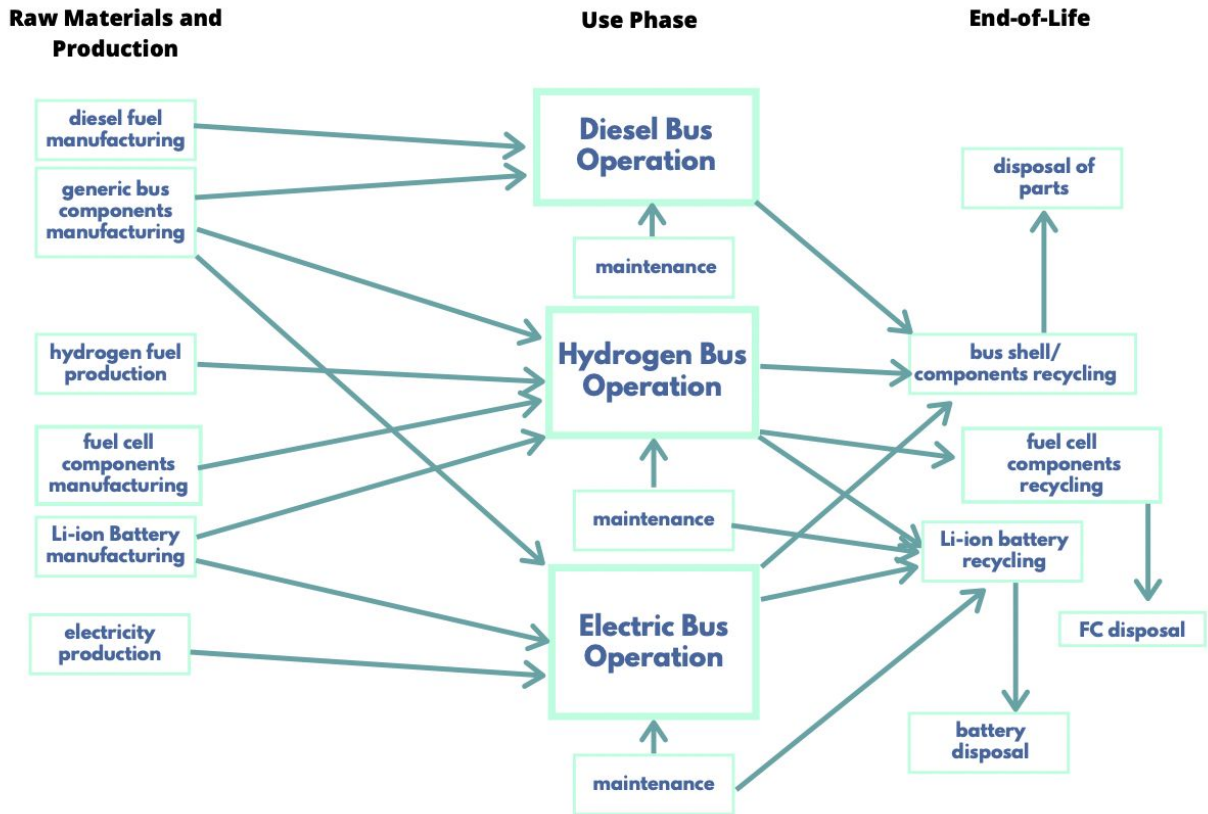 Raw Materials and
Production
Use Phase
End-of-Life
diesel fuel
manufacturing
generic bus
components
manufacturing
hydrogen fuel
production
fuel cell
components
manufacturing
Li-ion Battery
manufacturing
electricity
production
Diesel Bus
Operation
maintenance
Hydrogen Bus
Operation
maintenance
Electric Bus
Operation
maintenance
disposal of
parts
bus shell/
components recycling
fuel cell
components
recycling
Li-ion battery
recycling
FC disposal
battery
disposal